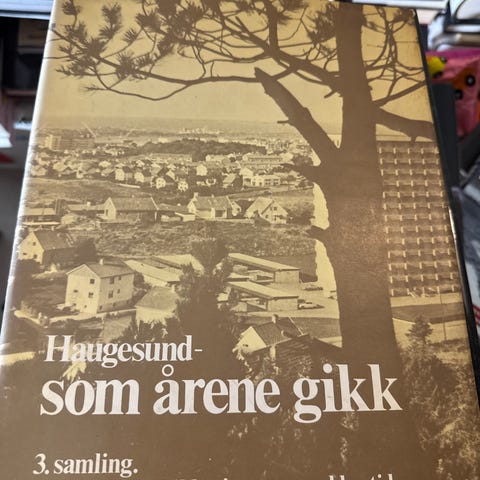 Haugesund-
som årene gikk
3. samling.